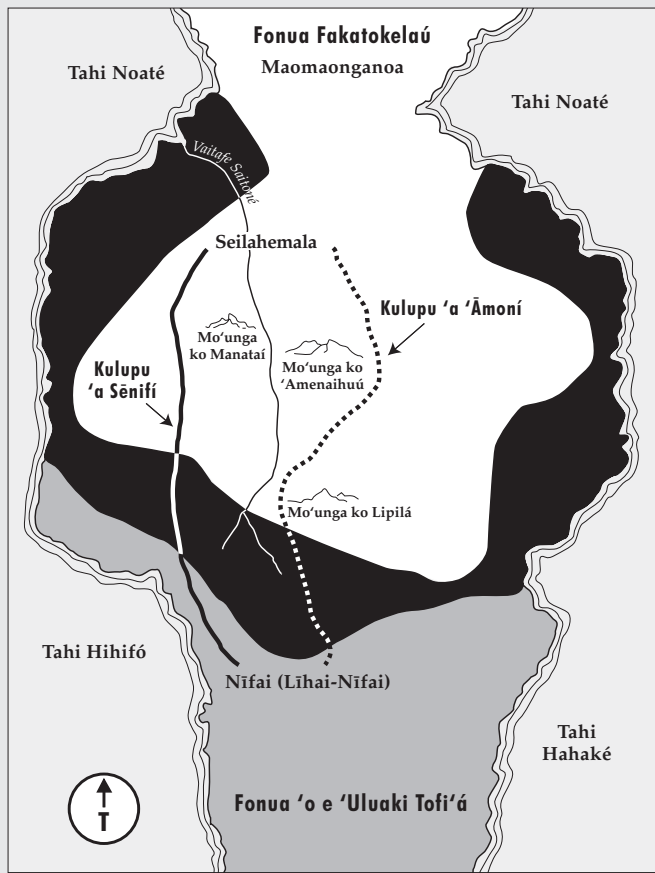 Fonua Fakatokelaú
Maomaonganoa
Tahi Noaté
Tahi Noaté
Vaitafe Saitoné
Seilahemala
Kulupu ‘a ‘Āmoní
Mo‘unga
ko Manataí
Mo‘unga ko
‘Amenaihuú
Kulupu
‘a Sēnifí
Mo‘unga ko Lipilá
Tahi Hihifó
Nīfai (Līhai-Nīfai)
Tahi
Hahaké
Fonua ‘o e ‘Uluaki Tofi‘á
T